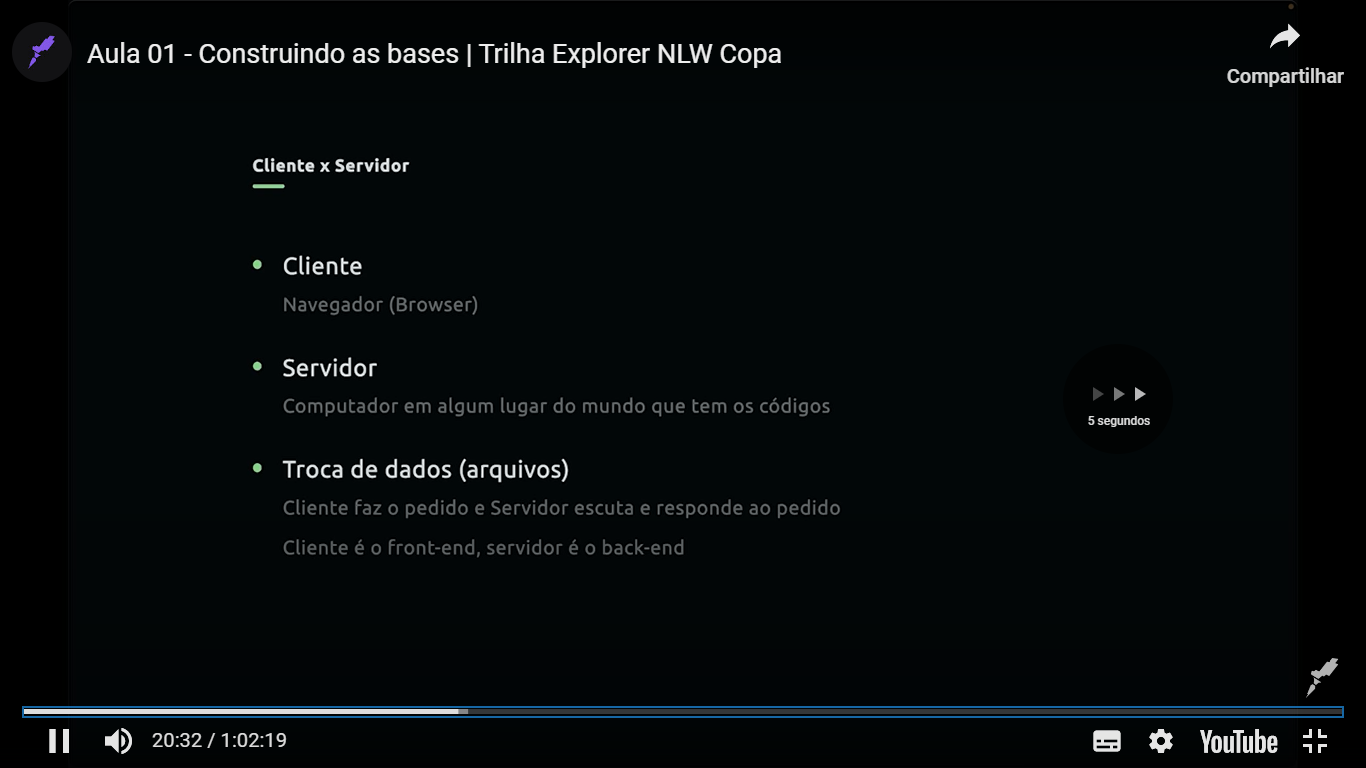 Aula 01 - Construindo as bases | Trilha Explorer NLW Copa
Compartilhar
Cliente x Servidor
Cliente
Navegador (Browser)
Servidor
Computador em algum lugar do mundo que tem os códigos
5 segundos
Troca de dados (arquivos)
Cliente faz o pedido e Servidor escuta e responde ao pedido
Cliente é o front-end, servidor é o back-end
20:32 / 1:02:19
YouTube